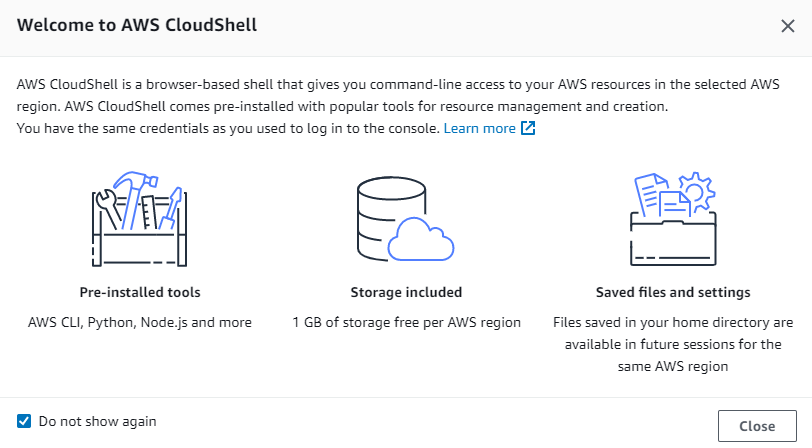 Welcome to AWS CloudShell
AWS CloudShell is a browser-based shell that gives you command-line access to your AWS resources in the selected AWS
region. AWS CloudShell comes pre-installed with popular tools for resource management and creation.
You have the same credentials as you used to log in to the console. Learn more
Pre-installed tools
AWS CLI, Python, Node.js and more
Storage included
1 GB of storage free per AWS region
Saved files and settings
Files saved in your home directory are
available in future sessions for the
same AWS region
Do not show again
Close